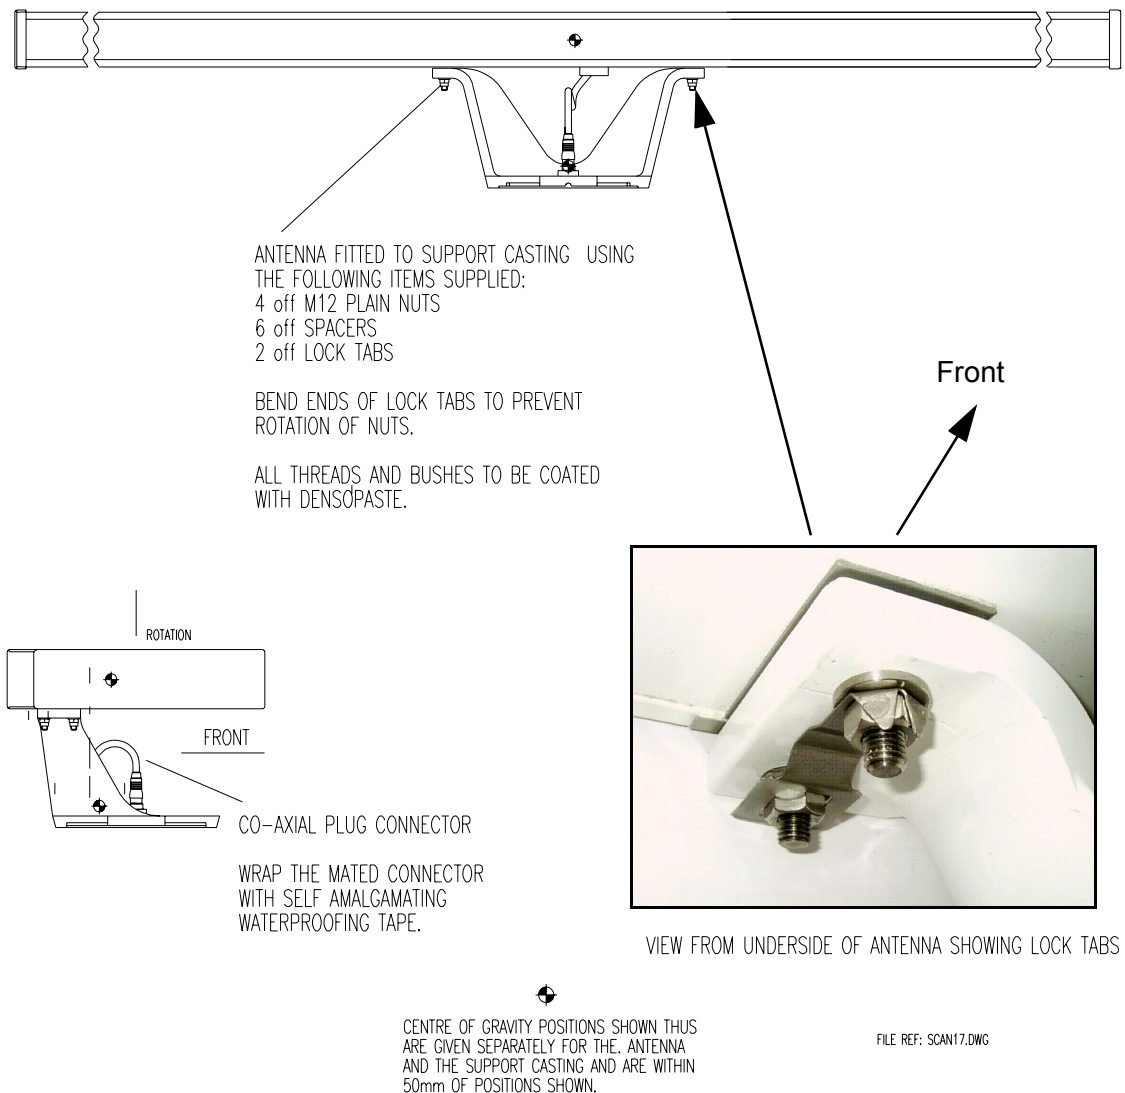 ANTENNA FITTED TO SUPPORT CASTING USING
THE FOLLOWING ITEMS SUPPLIED:
4 off M12 PLAIN NUTS
6 off SPACERS
2 off LOCK TABS
BEND ENDS OF LOCK TABS TO PREVENT
ROTATION OF NUTS.
ALL THREADS AND BUSHES TO BE COATED
WITH DENSOPASTE.
Front
ROTATION
FRONT
CO-AXIAL PLUG CONNECTOR
WRAP THE MATED CONNECTOR
WITH SELF AMALGAMATING
WATERPROOFING TAPE.
VIEW FROM UNDERSIDE OF ANTENNA SHOWING LOCK TABS
CENTRE OF GRAVITY POSITIONS SHOWN THUS
ARE GIVEN SEPARATELY FOR THE. ANTENNA
AND THE SUPPORT CASTING AND ARE WITHIN
50mm OF POSITIONS SHOWN.
FILE REF: SCAN17.DWG